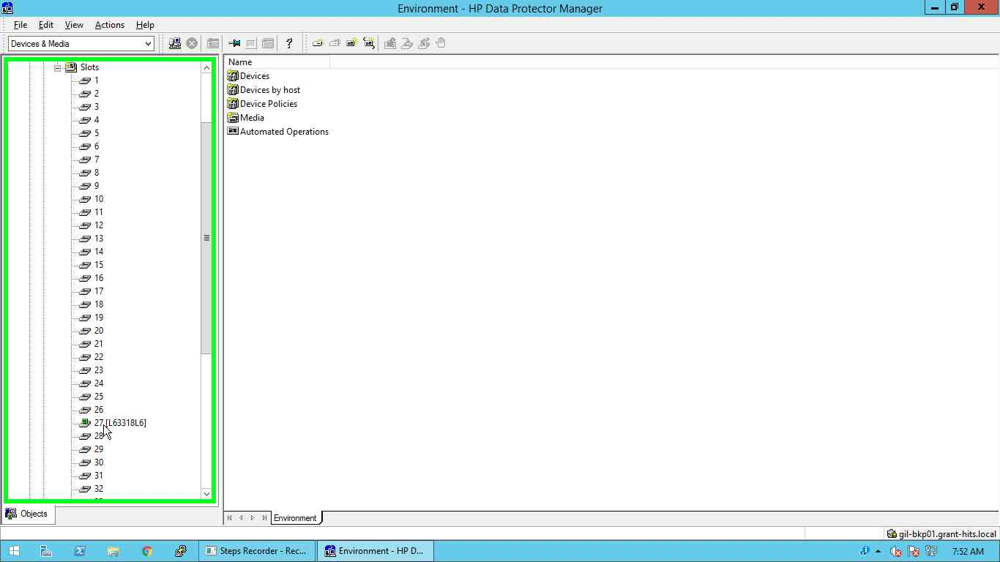 Environment - HP Data Protector Manager
File Edit View Actions Help
Devices & Media
Slots
1
2
3
4
5
6
7
8
9
10
11
12
13
14
15
16
17
18
19
20
21
22
23
24
25
26
27 [L63318L6]
28
29
30
31
32
Objects
Name
Devices
Devices by host
Device Policies
Media
Automated Operations
Environment
gil-bkp01.grant-hits.local
Steps Recorder - Rec...
Environment - HP D...
7:52 AM